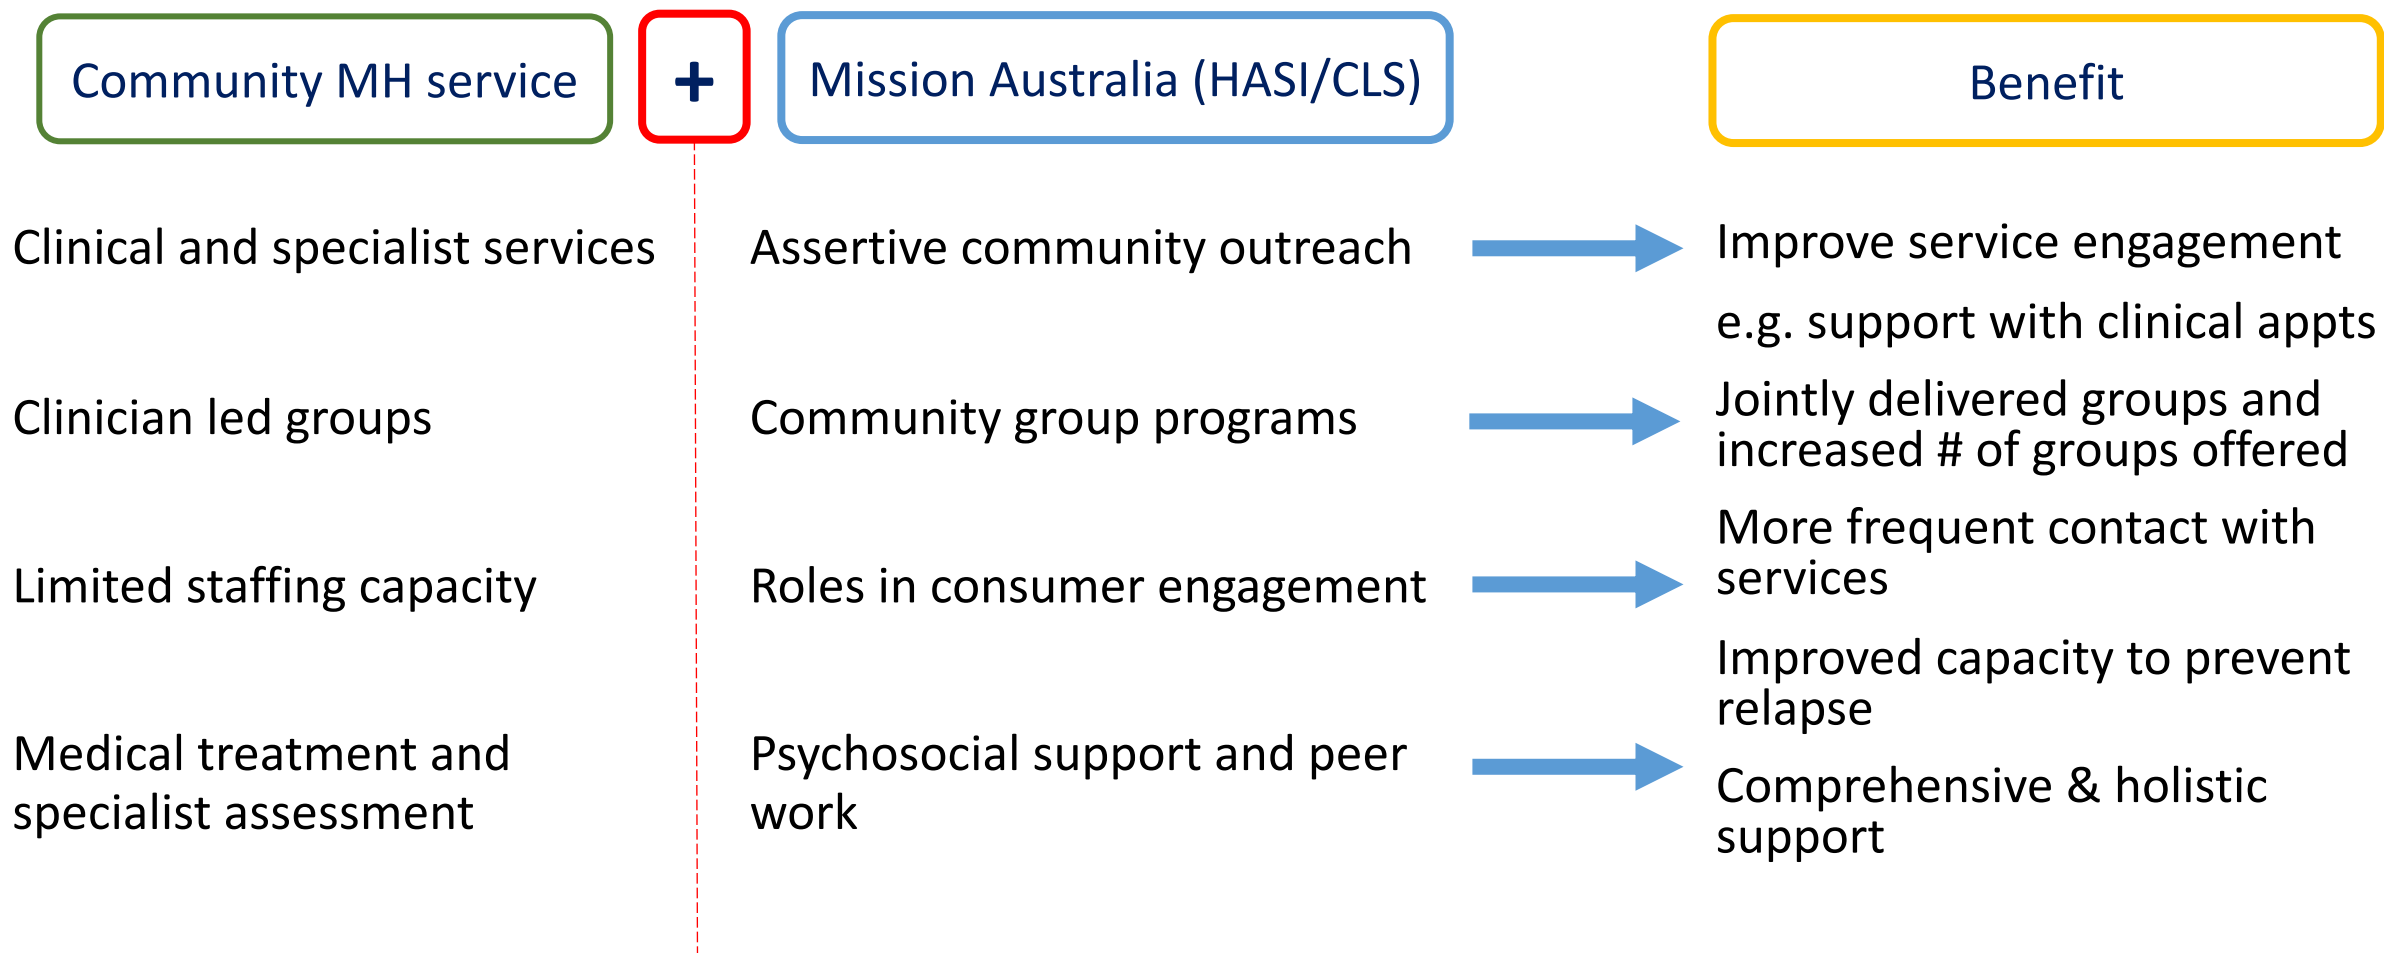 Community MH service
+
Mission Australia (HASI/CLS)
Benefit
Clinical and specialist services
Assertive community outreach
Improve service engagement
e.g. support with clinical appts
Clinician led groups
Community group programs
Jointly delivered groups and
increased # of groups offered
Limited staffing capacity
Roles in consumer engagement
More frequent contact with
services
Medical treatment and
specialist assessment
Psychosocial support and peer
work
Improved capacity to prevent
relapse
Comprehensive & holistic
support